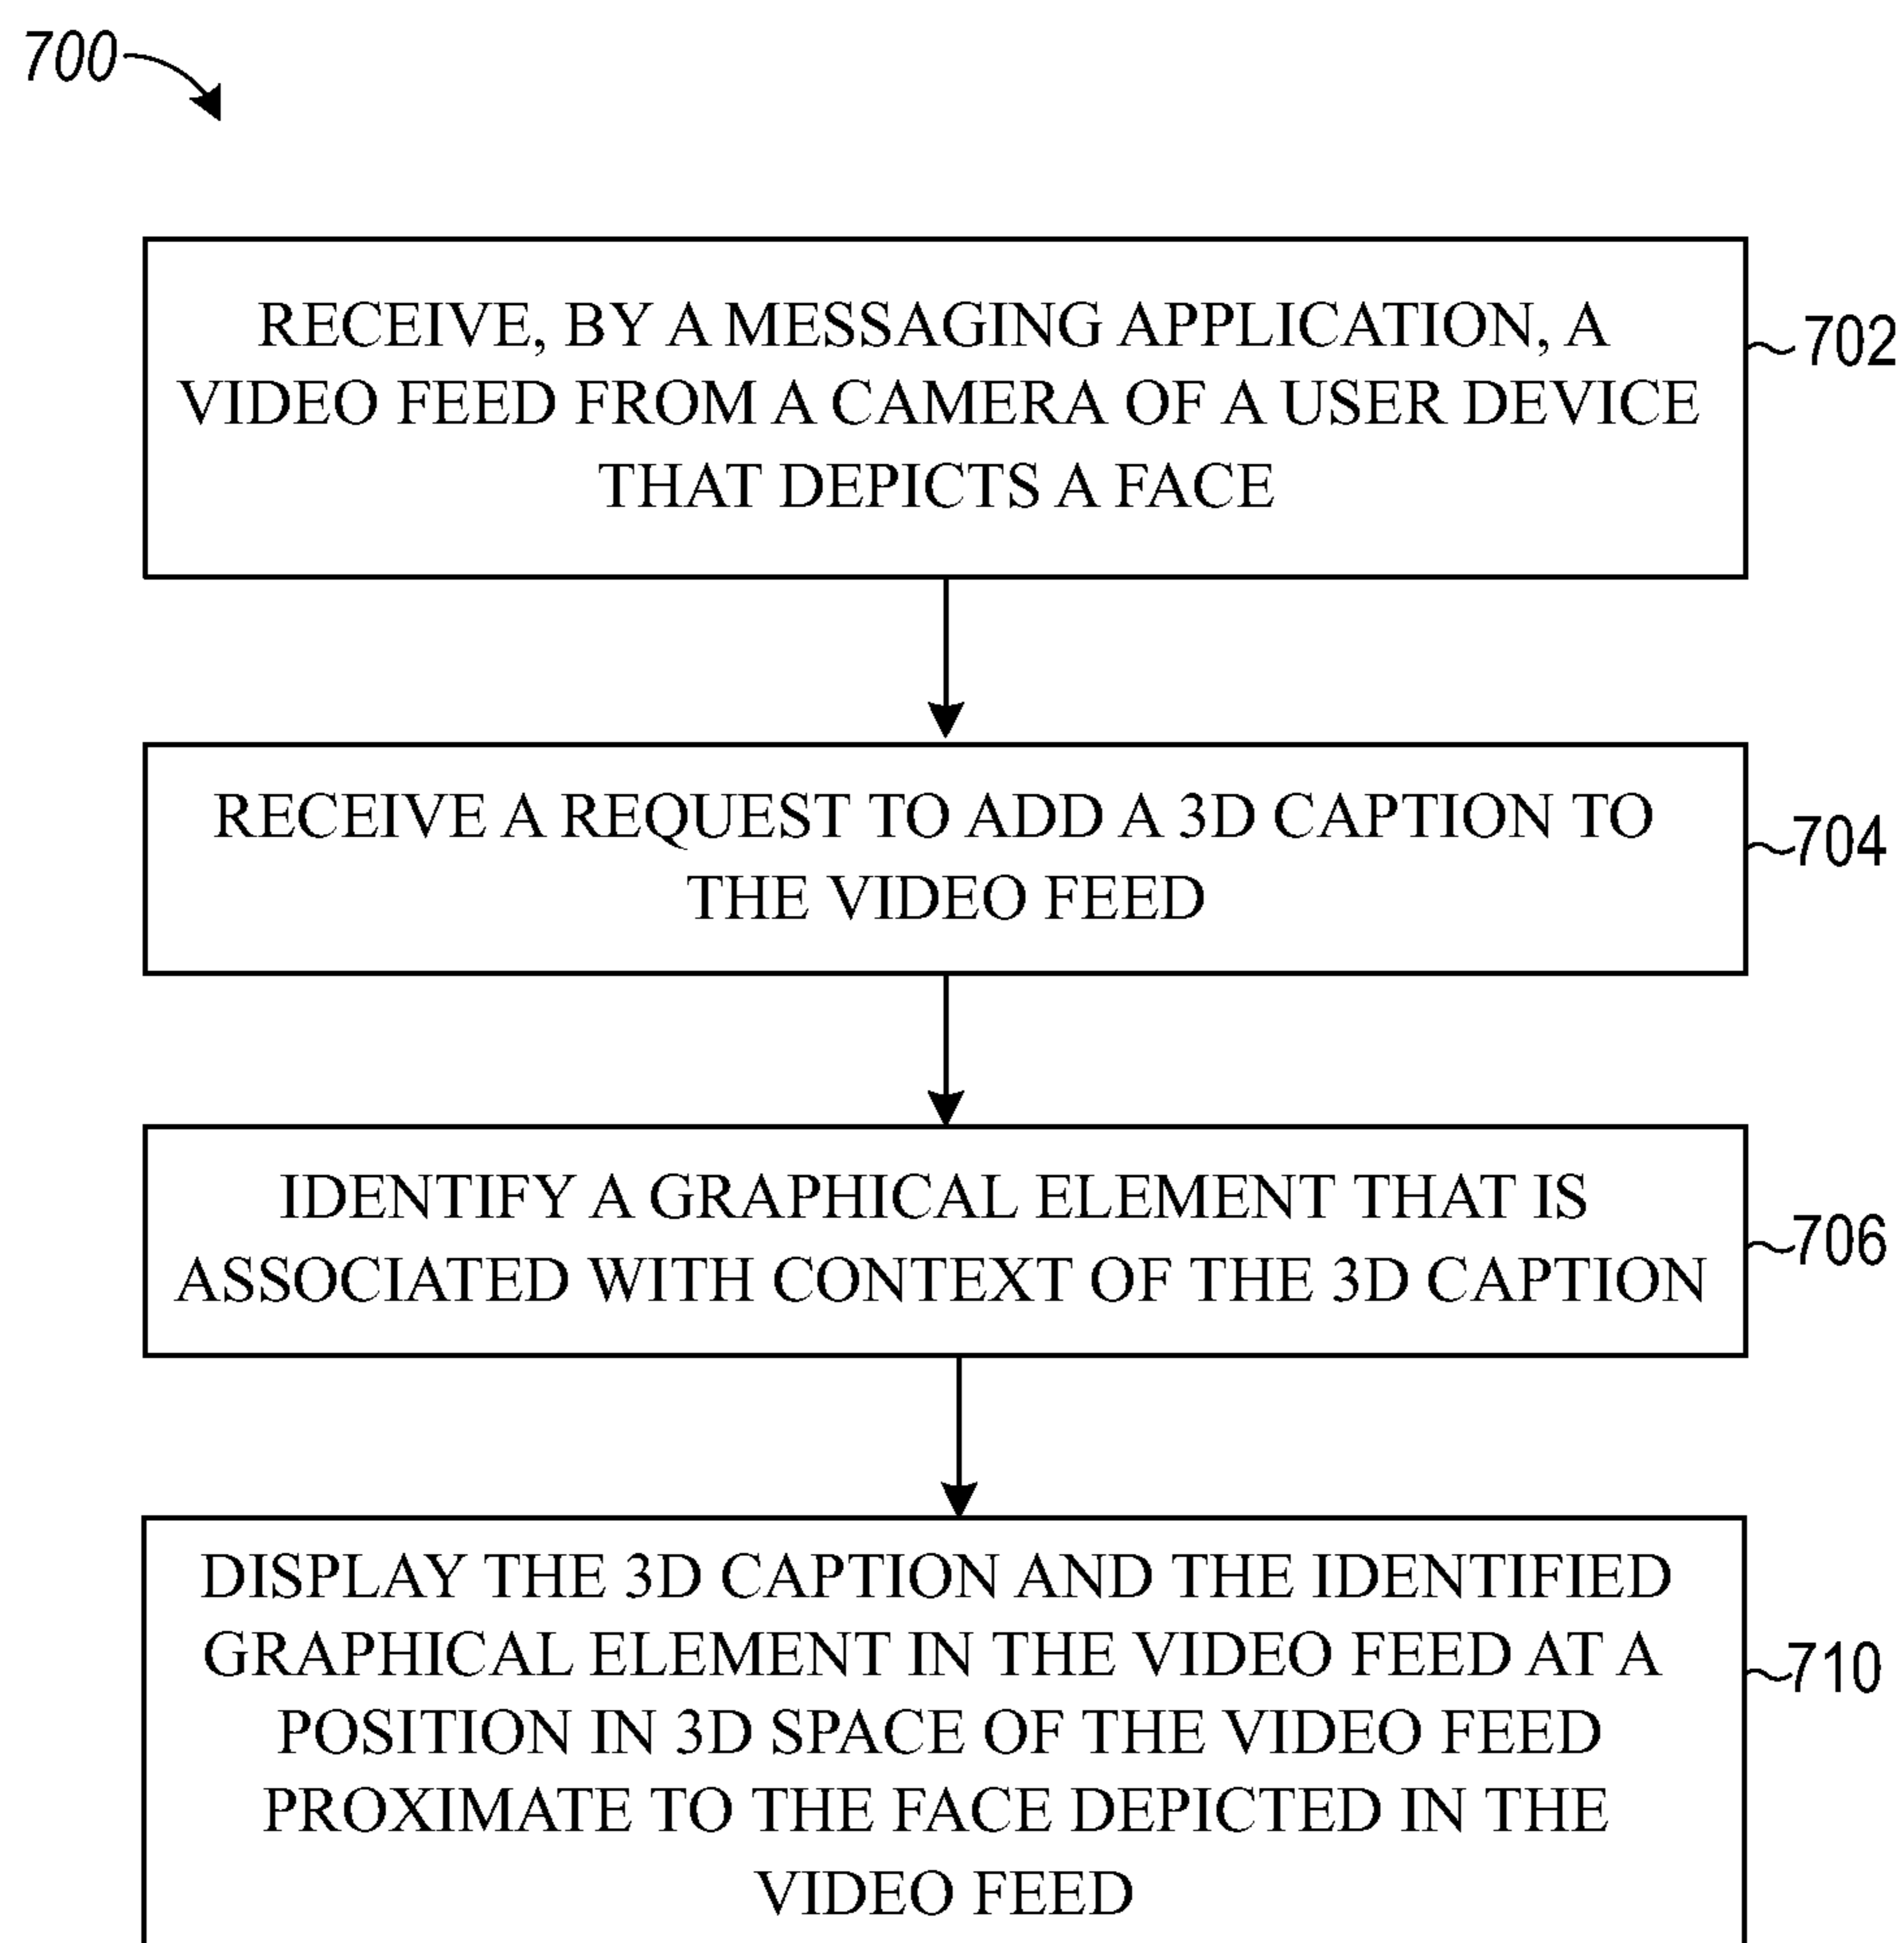 700
RECEIVE, BY A MESSAGING APPLICATION, A
VIDEO FEED FROM A CAMERA OF A USER DEVICE
THAT DEPICTS A FACE
702
RECEIVE A REQUEST TO ADD A 3D CAPTION TO
THE VIDEO FEED
704
IDENTIFY A GRAPHICAL ELEMENT THAT IS
ASSOCIATED WITH CONTEXT OF THE 3D CAPTION
706
DISPLAY THE 3D CAPTION AND THE IDENTIFIED
GRAPHICAL ELEMENT IN THE VIDEO FEED AT A
POSITION IN 3D SPACE OF THE VIDEO FEED
PROXIMATE TO THE FACE DEPICTED IN THE
VIDEO FEED
710